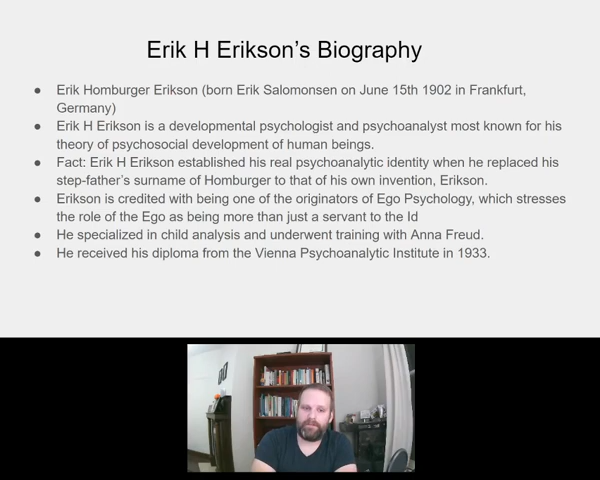 Erik H Erikson’s Biography
● Erik Homburger Erikson (born Erik Salomonsen on June 15th 1902 in Frankfurt,
Germany)
● Erik H Erikson is a developmental psychologist and psychoanalyst most known for his
theory of psychosocial development of human beings.
● Fact: Erik H Erikson established his real psychoanalytic identity when he replaced his
step-father’s surname of Homburger to that of his own invention, Erikson.
● Erikson is credited with being one of the originators of Ego Psychology, which stresses
the role of the Ego as being more than just a servant to the Id
● He specialized in child analysis and underwent training with Anna Freud.
● He received his diploma from the Vienna Psychoanalytic Institute in 1933.